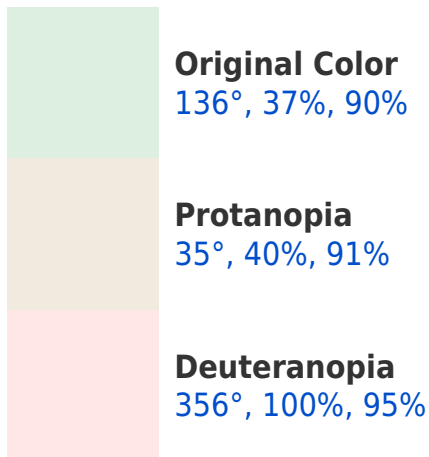 Original Color
136°, 37%, 90%
Protanopia
35°, 40%, 91%
Deuteranopia
356°, 100%, 95%